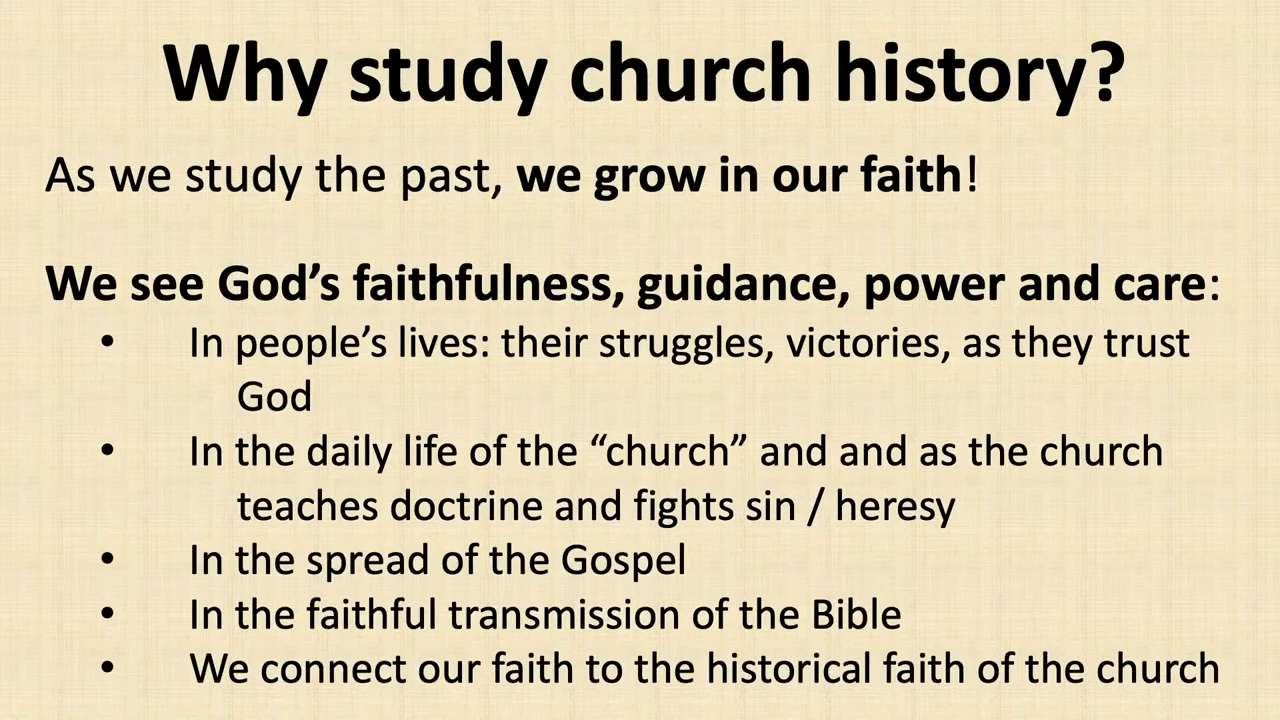 Why study church history?
As we study the past, we grow in our faith!
We see God’s faithfulness, guidance, power and care:
• In people’s lives: their struggles, victories, as they trust
God
• In the daily life of the “church” and and as the church
teaches doctrine and fights sin / heresy
• In the spread of the Gospel
• In the faithful transmission of the Bible
• We connect our faith to the historical faith of the church